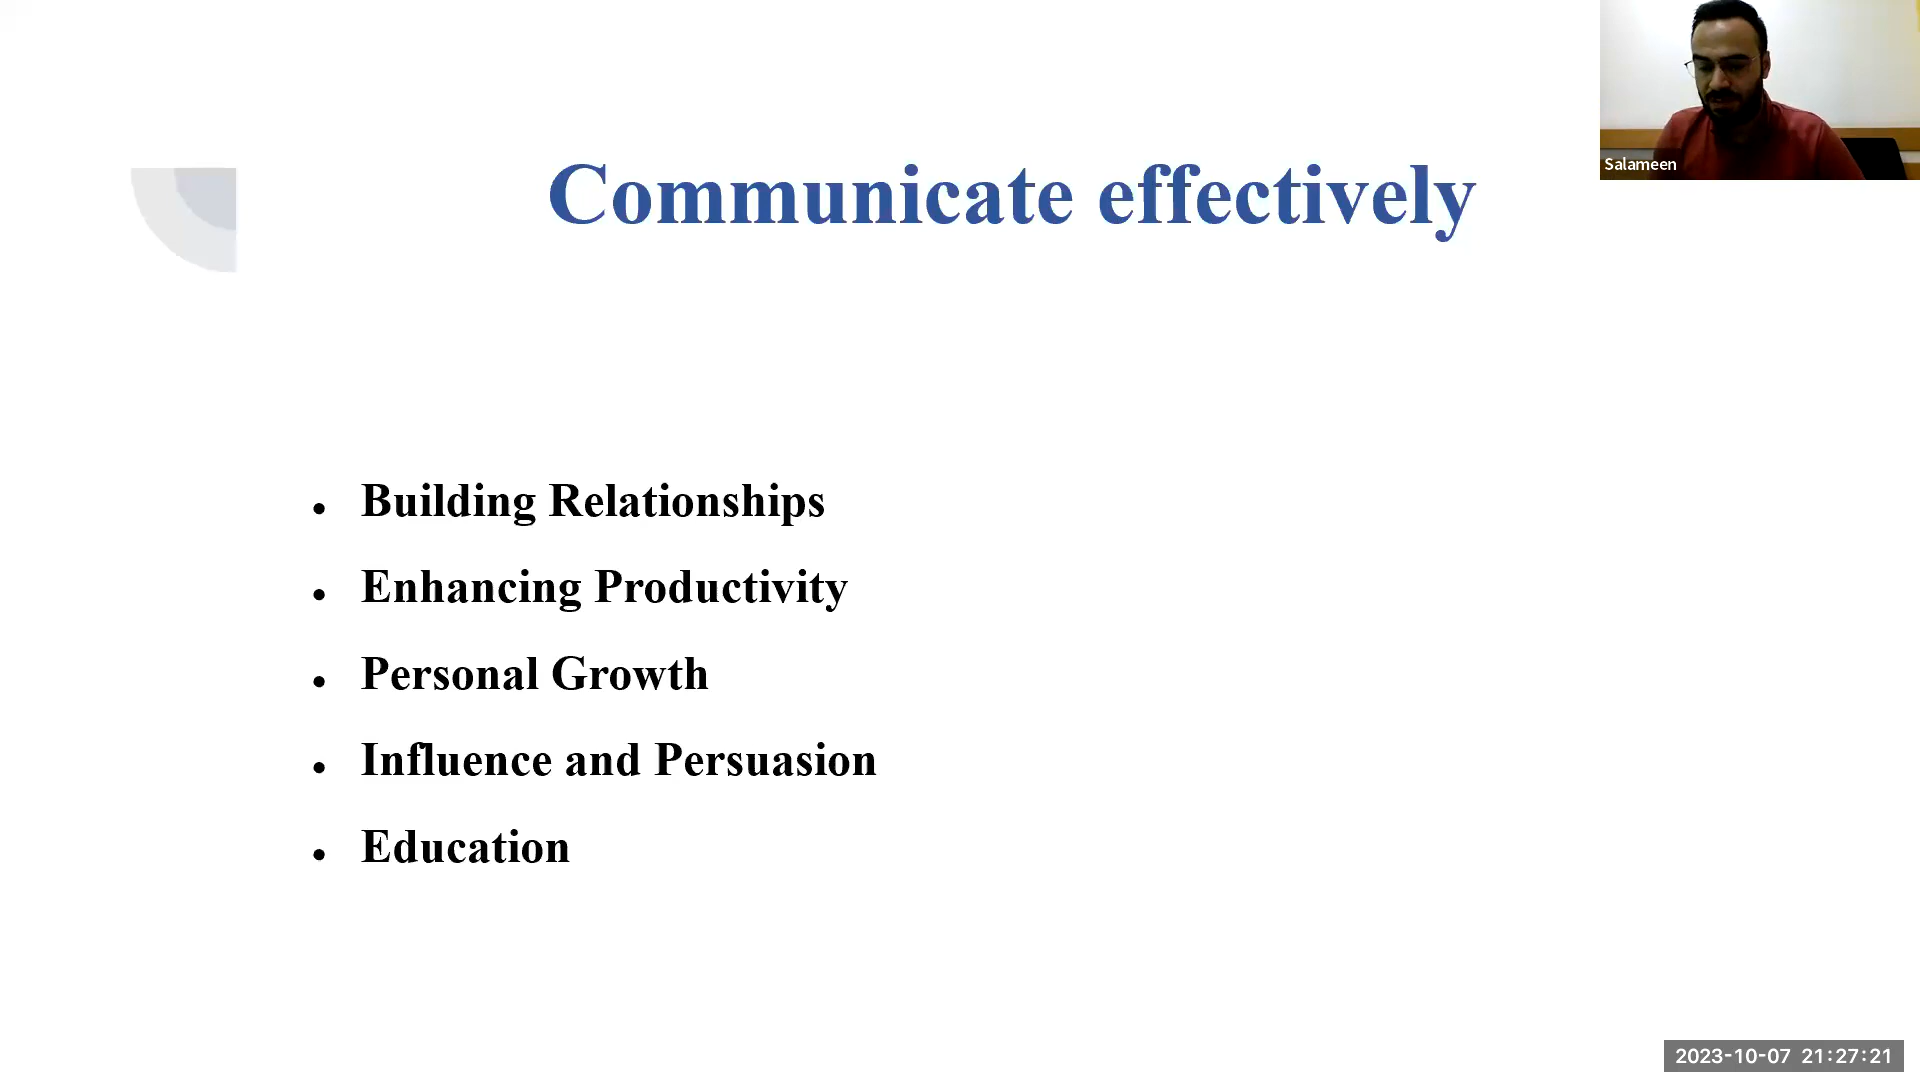 Salameen
Communicate effectively
• Building Relationships
• Enhancing Productivity
• Personal Growth
• Influence and Persuasion
• Education
2023-10-07 21:27:21